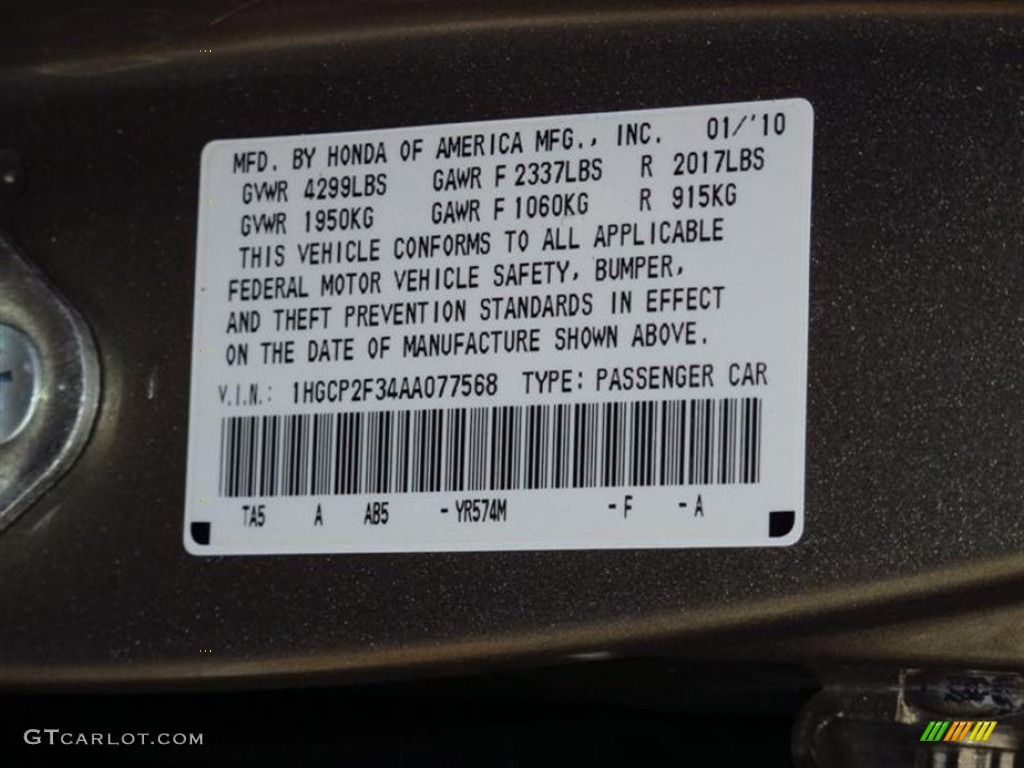 MFD. BY HONDA OF AMERICA MFG., INC. 01/'10
GVWR 4299LBS GAWR F 2337LBS R 2017LBS
GVWR 1950KG GAWR F 1060KG R 915KG
THIS VEHICLE CONFORMS TO ALL APPLICABLE
FEDERAL MOTOR VEHICLE SAFETY, BUMPER,
AND THEFT PREVENTION STANDARDS IN EFFECT
ON THE DATE OF MANUFACTURE SHOWN ABOVE.
V.I.N.: 1HGCP2F34AA077568 TYPE: PASSENGER CAR
TA5 A AB5 -YR574M -F -A
GTCARLOT.COM